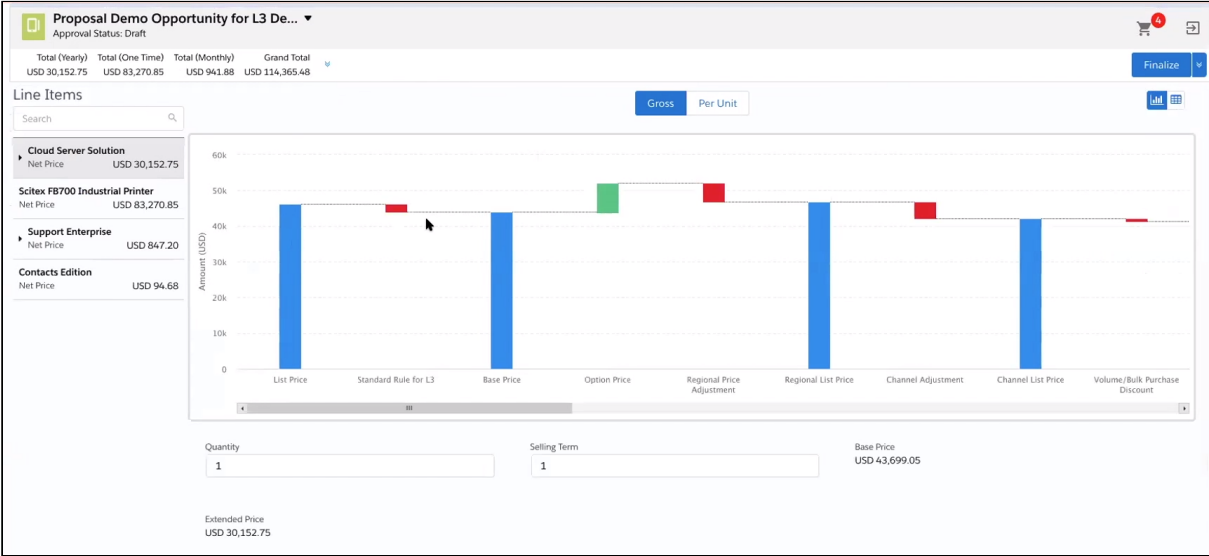 Proposal Demo Opportunity for L3 De...
Approval Status: Draft
4
Total (Yearly) Total (One Time) Total (Monthly) Grand Total
USD 30,152.75 USD 83,270.85 USD 941.88 USD 114,365.48
Finalize
Line Items
Search
Gross Per Unit
Cloud Server Solution
Net Price USD 30,152.75
Scitex FB700 Industrial Printer
Net Price USD 83,270.85
Support Enterprise
Net Price USD 847.20
Contacts Edition
Net Price USD 94.68
Amount (USD)
60k
50k
40k
30k
20k
10k
0
List Price Standard Rule for L3 Base Price Option Price Regional Price Adjustment Regional List Price Channel Adjustment Channel List Price Volume/Bulk Purchase Discount
Quantity Selling Term Base Price
1 1 USD 43,699.05
Extended Price
USD 30,152.75